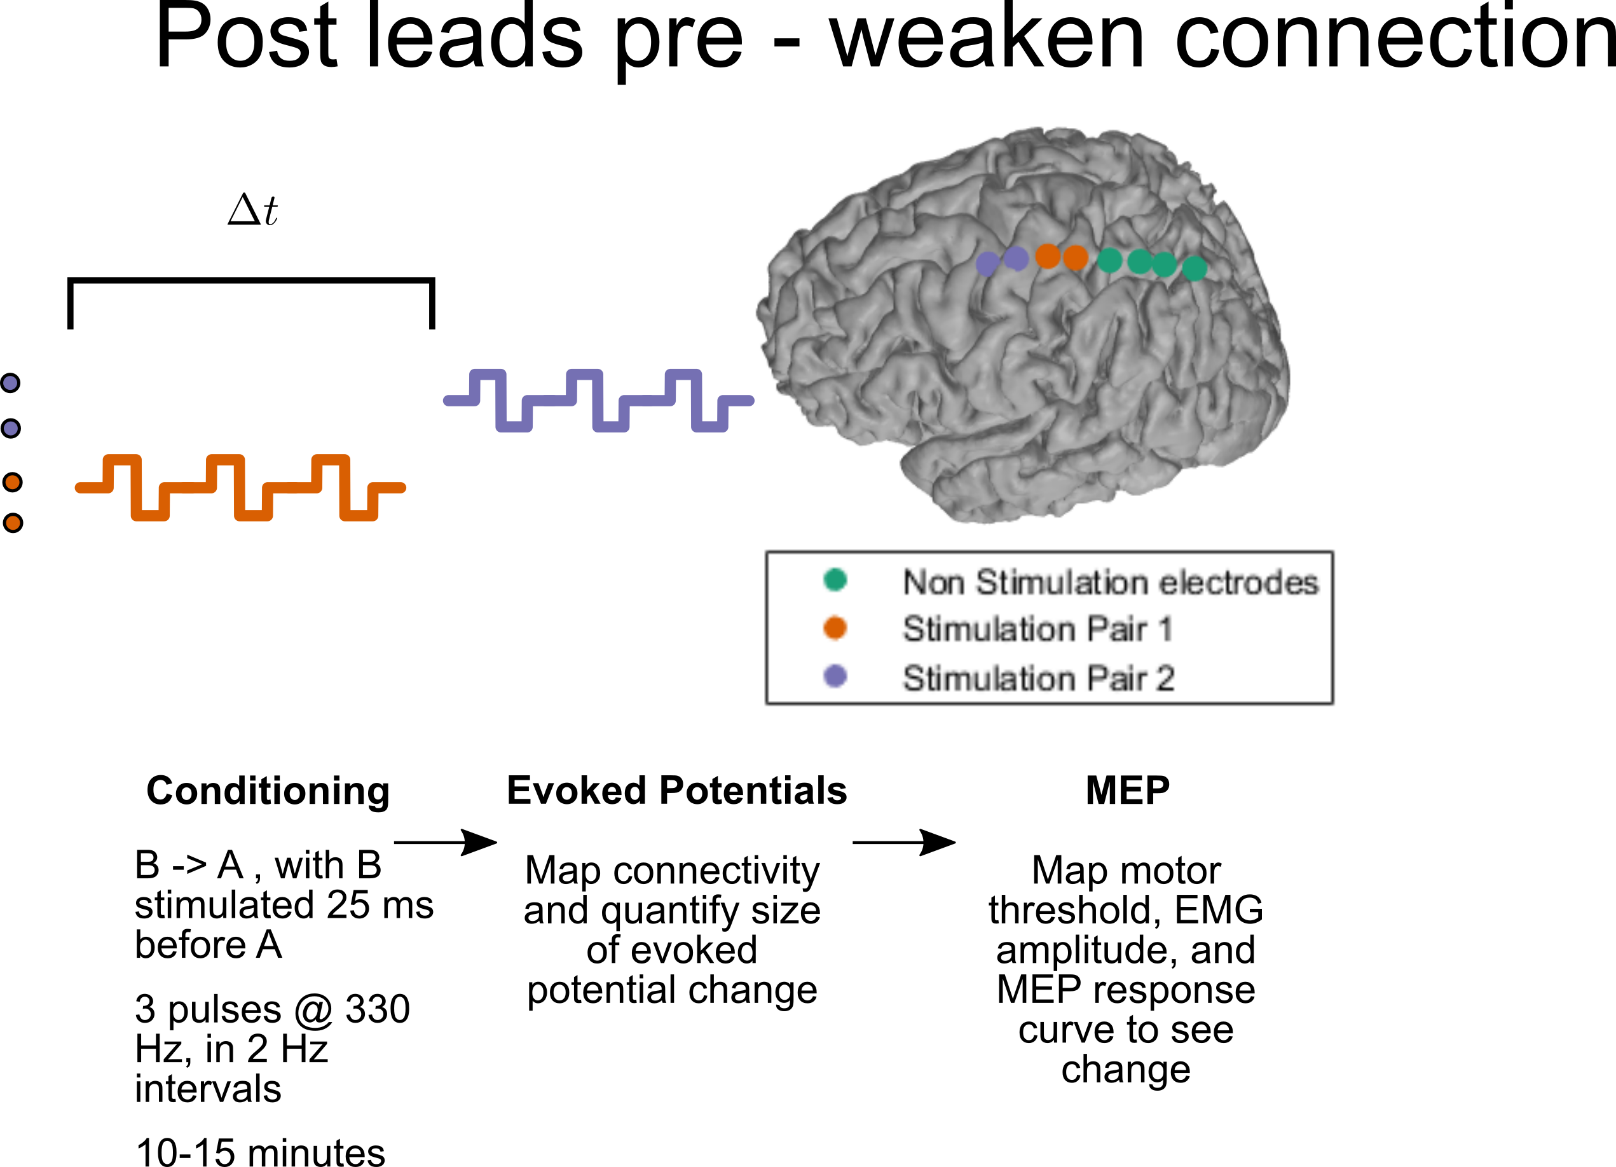 Post leads pre - weaken connection
Δt
Non Stimulation electrodes
Stimulation Pair 1
Stimulation Pair 2
Conditioning
B -> A , with B
stimulated 25 ms
before A
3 pulses @ 330
Hz, in 2 Hz
intervals
10-15 minutes
Evoked Potentials
Map connectivity
and quantify size
of evoked
potential change
MEP
Map motor
threshold, EMG
amplitude, and
MEP response
curve to see
change